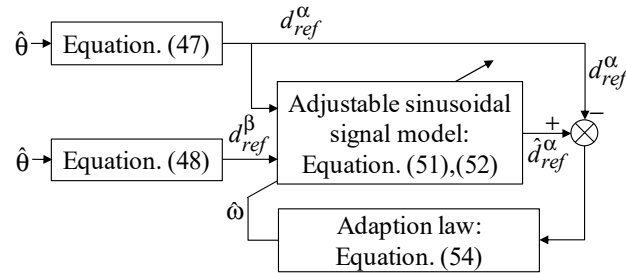 d_ref^α
θ̂
Equation. (47)
d_ref^α
Adjustable sinusoidal
signal model:
Equation. (51),(52)
−
+
d_ref^β
d̂_ref^α
θ̂
Equation. (48)
ω̂
Adaption law:
Equation. (54)